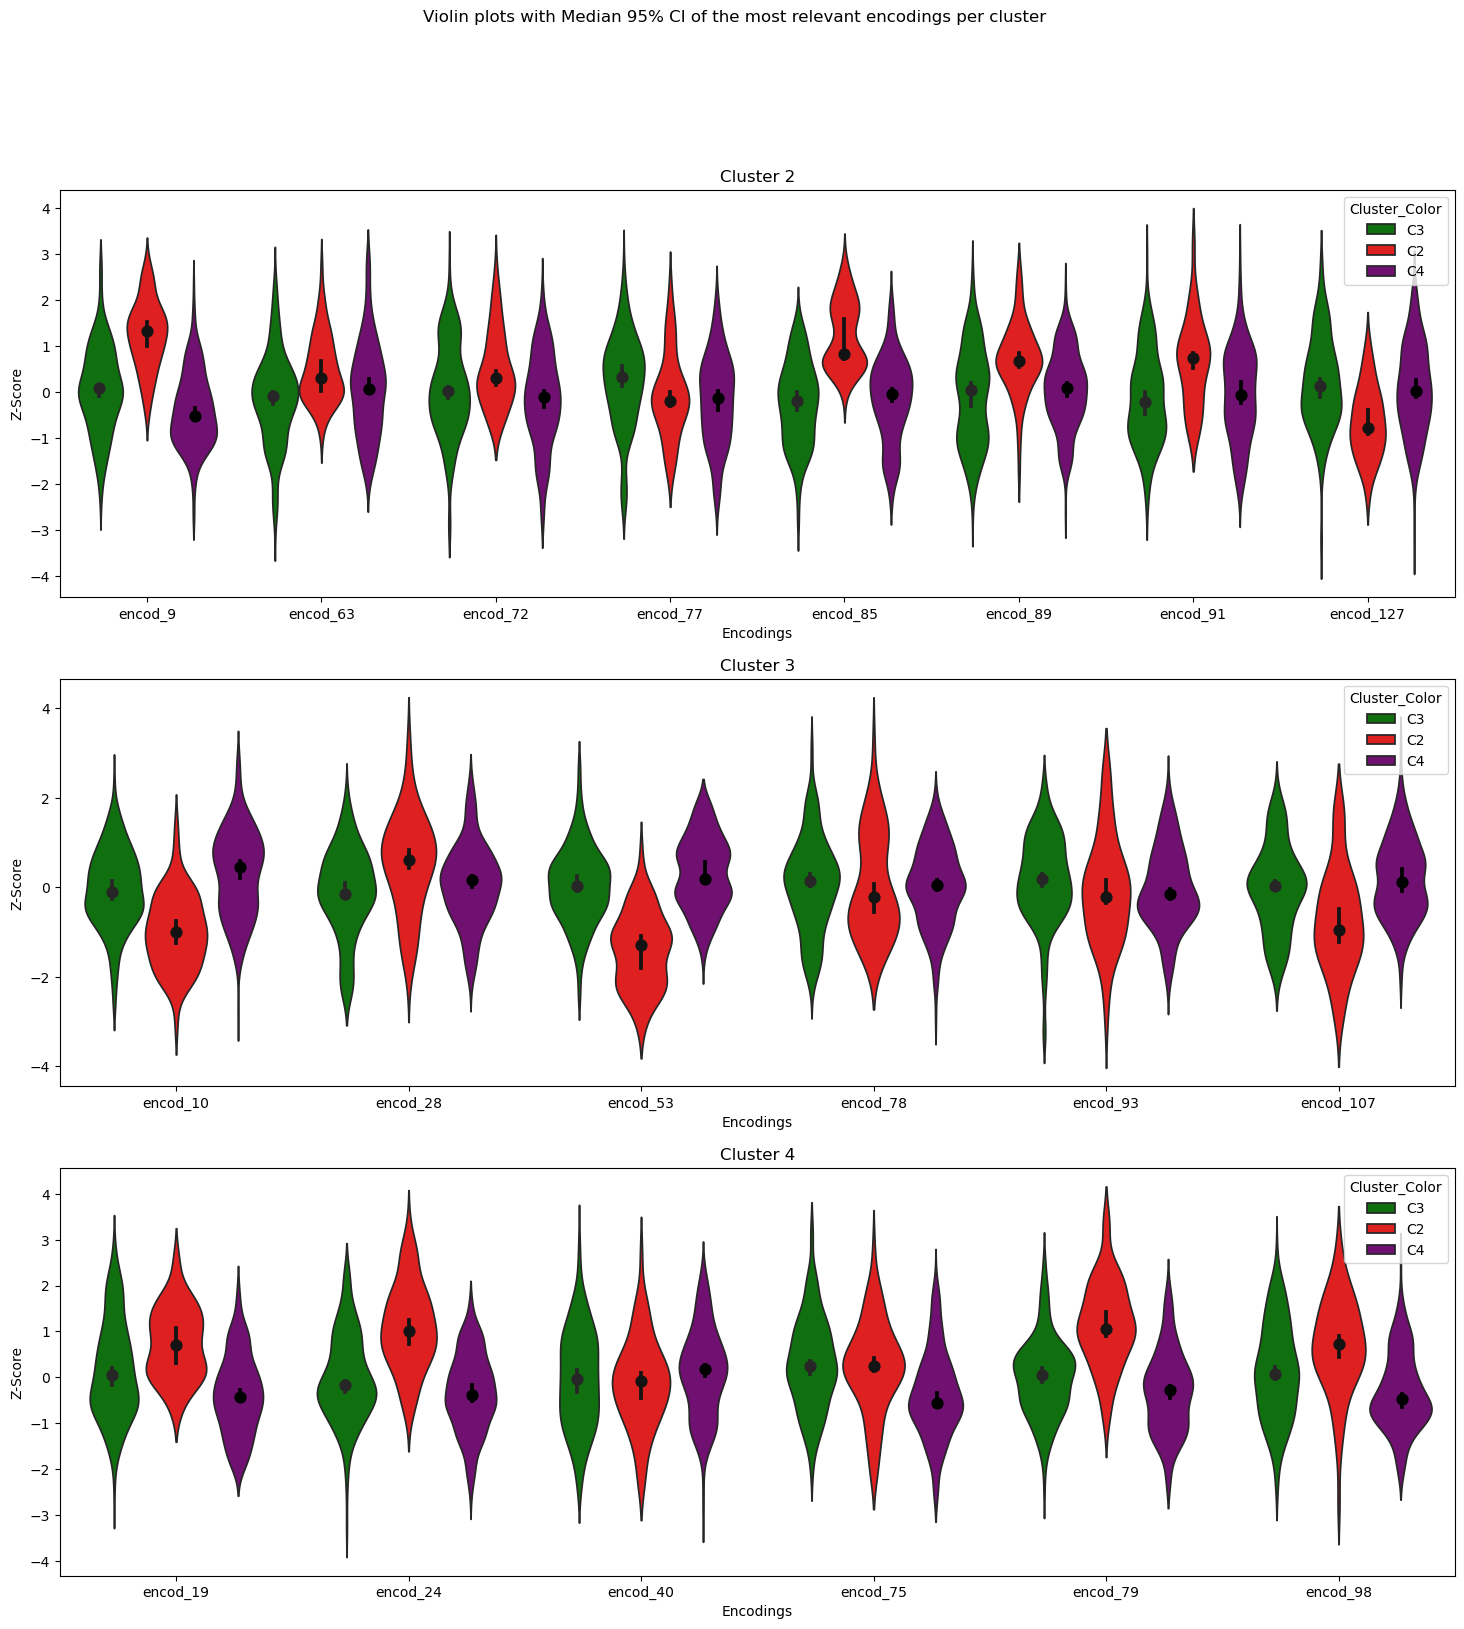 Violin plots with Median 95% CI of the most relevant encodings per cluster
Cluster 2
Z-Score
4
3
2
1
0
−1
−2
−3
−4
Cluster_Color
C3
C2
C4
encod_9 encod_63 encod_72 encod_77 encod_85 encod_89 encod_91 encod_127
Encodings
Cluster 3
Z-Score
4
2
0
−2
−4
Cluster_Color
C3
C2
C4
encod_10 encod_28 encod_53 encod_78 encod_93 encod_107
Encodings
Cluster 4
Z-Score
4
3
2
1
0
−1
−2
−3
−4
Cluster_Color
C3
C2
C4
encod_19 encod_24 encod_40 encod_75 encod_79 encod_98
Encodings